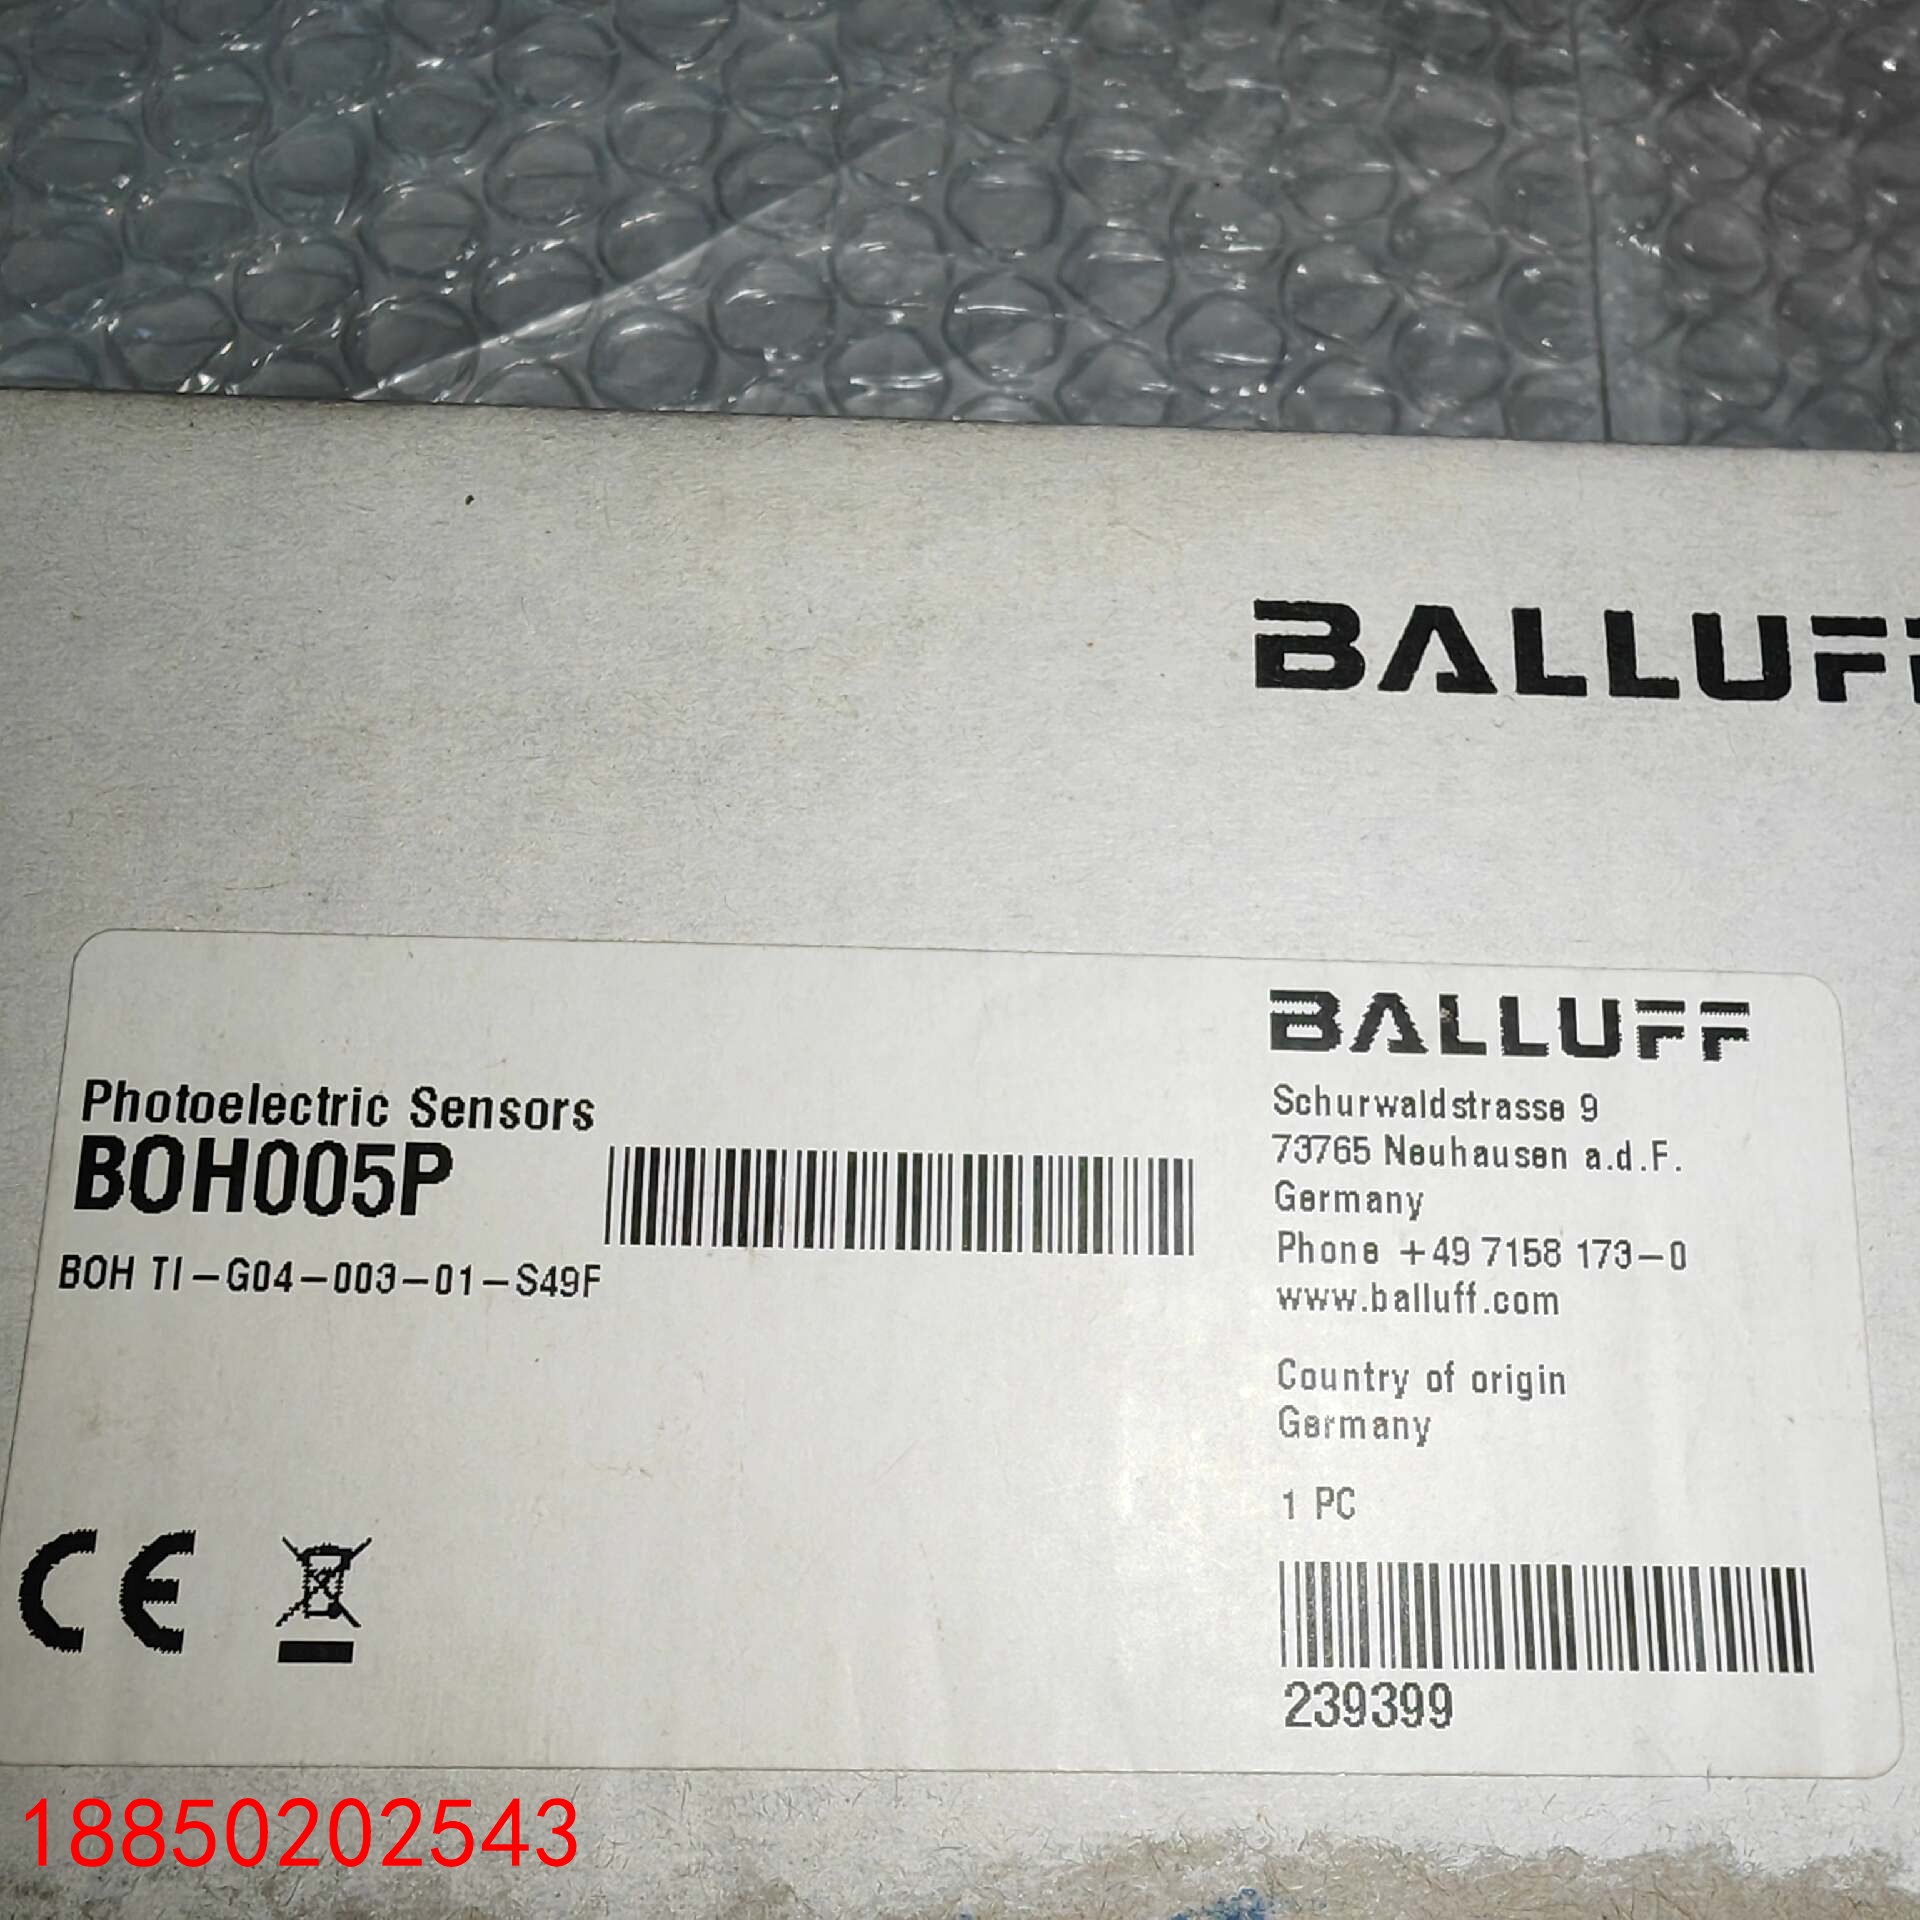 BALLUFF
BALLUFF
Photoelectric Sensors
BOH005P
BOH TI-G04-003-01-S49F
Schurwaldstrasse 9
73765 Neuhausen a.d.F.
Germany
Phone +49 7158 173-0
www.balluff.com
Country of origin
Germany
1 PC
CE
239399
18850202543